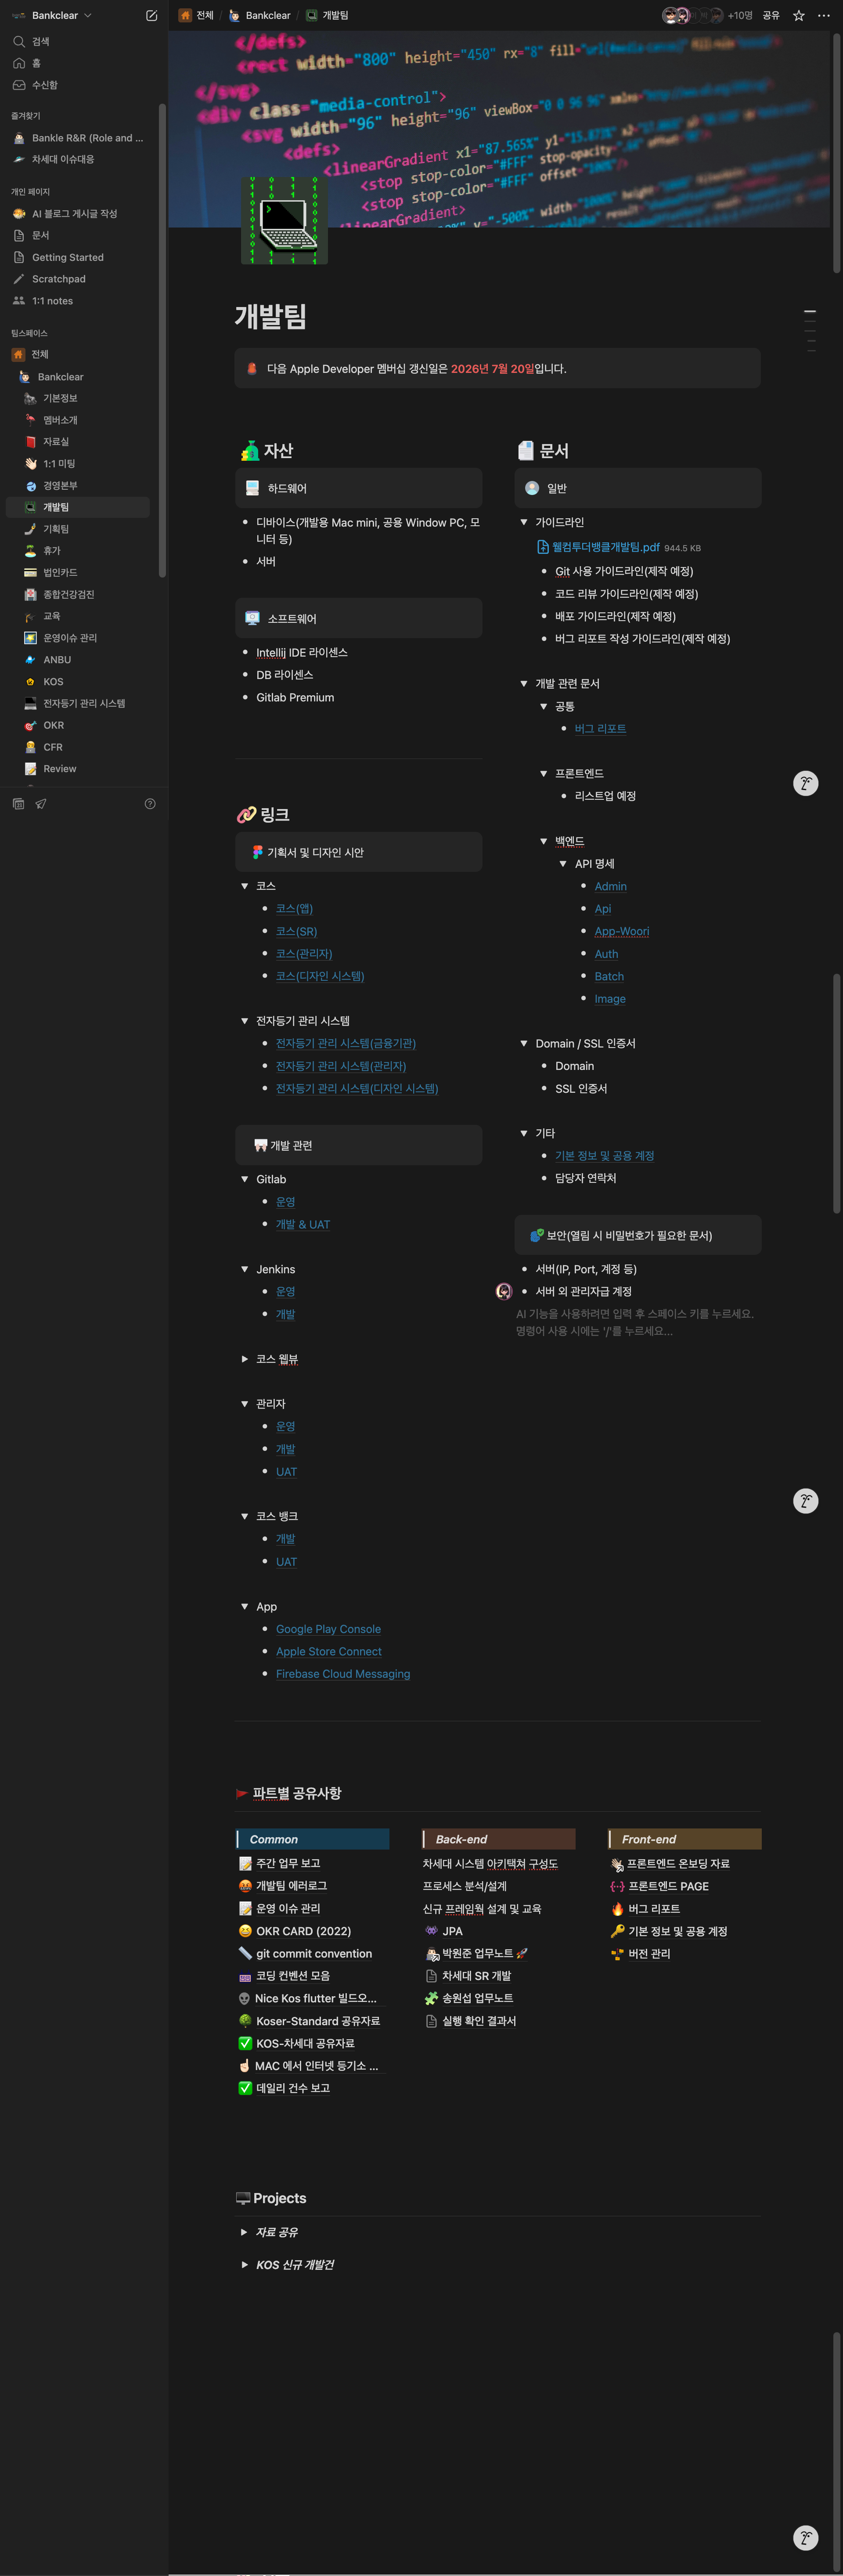 Bankclear
검색
홈
수신함
즐겨찾기
Bankle R&R (Role and ...
차세대 이슈대응
개인 페이지
AI 블로그 게시글 작성
문서
Getting Started
Scratchpad
1:1 notes
팀스페이스
전체
Bankclear
기본정보
멤버소개
자료실
1:1 미팅
경영본부
개발팀
기획팀
휴가
법인카드
종합건강검진
교육
운영이슈 관리
ANBU
KOS
전자등기 관리 시스템
OKR
CFR
Review
전체 / Bankclear / 개발팀
+10명 공유
</defs>
<rect width="800" height="450" rx="8" fill=
</svg>
<div class="media-control">
<svg width="96" height="96" viewBox="0 0 96 96"
<defs>
<linearGradient x1="87.565%" y1="15.873%"
<stop stop-color="#FFF" stop-opacity=
<stop stop-color="#FFF" offset="100%"/>
linearGradient>
개발팀
다음 Apple Developer 멤버십 갱신일은 2026년 7월 20일입니다.
자산
하드웨어
디바이스(개발용 Mac mini, 공용 Window PC, 모
니터 등)
서버
소프트웨어
Intellij IDE 라이센스
DB 라이센스
Gitlab Premium
링크
기획서 및 디자인 시안
코스
코스(앱)
코스(SR)
코스(관리자)
코스(디자인 시스템)
전자등기 관리 시스템
전자등기 관리 시스템(금융기관)
전자등기 관리 시스템(관리자)
전자등기 관리 시스템(디자인 시스템)
개발 관련
Gitlab
운영
개발 & UAT
Jenkins
운영
개발
코스 웹뷰
관리자
운영
개발
UAT
코스 뱅크
개발
UAT
App
Google Play Console
Apple Store Connect
Firebase Cloud Messaging
문서
일반
가이드라인
웰컴투더뱅클개발팀.pdf 944.5 KB
Git 사용 가이드라인(제작 예정)
코드 리뷰 가이드라인(제작 예정)
배포 가이드라인(제작 예정)
버그 리포트 작성 가이드라인(제작 예정)
개발 관련 문서
공통
버그 리포트
프론트엔드
리스트업 예정
백엔드
API 명세
Admin
Api
App-Woori
Auth
Batch
Image
Domain / SSL 인증서
Domain
SSL 인증서
기타
기본 정보 및 공용 계정
담당자 연락처
보안(열림 시 비밀번호가 필요한 문서)
서버(IP, Port, 계정 등)
서버 외 관리자급 계정
AI 기능을 사용하려면 입력 후 스페이스 키를 누르세요.
명령어 사용 시에는 '/'를 누르세요...
파트별 공유사항
Common
주간 업무 보고
개발팀 에러로그
운영 이슈 관리
OKR CARD (2022)
git commit convention
코딩 컨벤션 모음
Nice Kos flutter 빌드오...
Koser-Standard 공유자료
KOS-차세대 공유자료
MAC 에서 인터넷 등기소 ...
데일리 건수 보고
Back-end
차세대 시스템 아키택쳐 구성도
프로세스 분석/설계
신규 프레임웍 설계 및 교육
JPA
박원준 업무노트 🚀
차세대 SR 개발
송원섭 업무노트
실행 확인 결과서
Front-end
프론트엔드 온보딩 자료
프론트엔드 PAGE
버그 리포트
기본 정보 및 공용 계정
버전 관리
Projects
자료 공유
KOS 신규 개발건